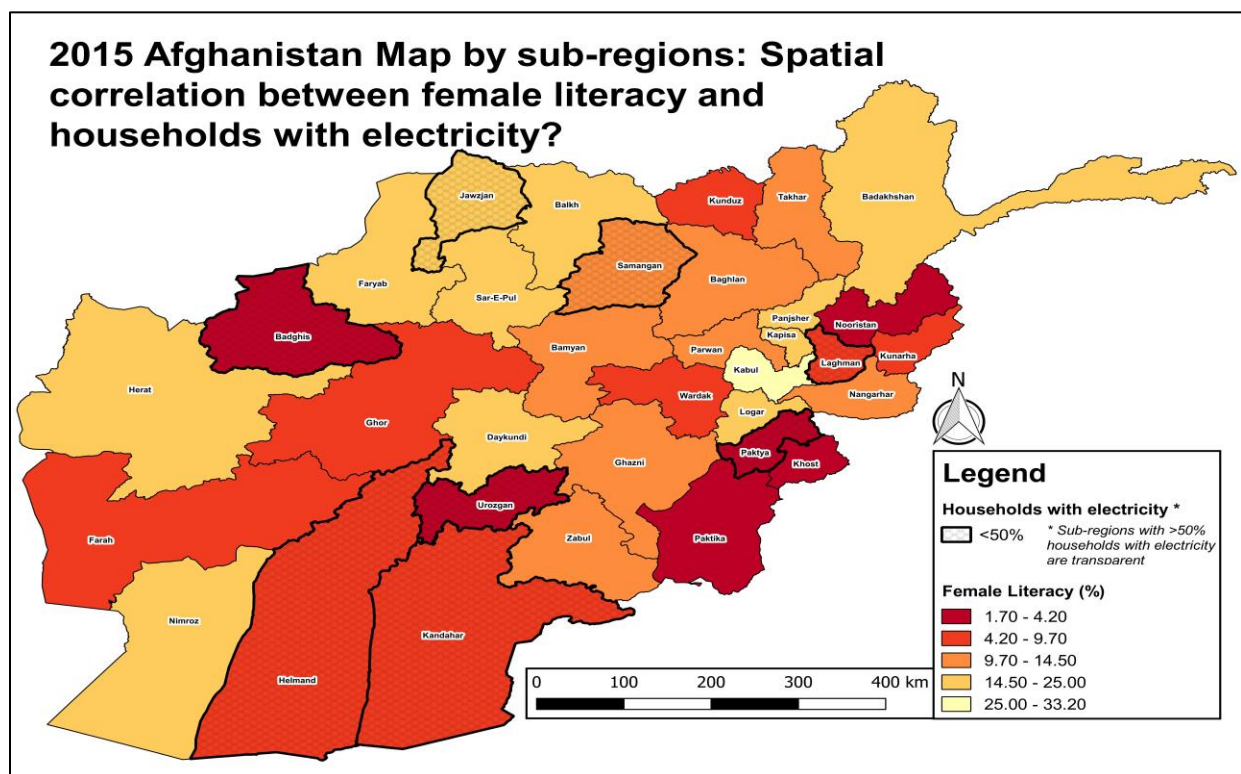 2015 Afghanistan Map by sub-regions: Spatial
correlation between female literacy and
households with electricity?
Jawzjan
Balkh
Kunduz
Takhar
Badakhshan
Samangan
Baghlan
Faryab
Sar-E-Pul
Panjsher
Nooristan
Badghis
Kapisa
Bamyan
Parwan
Kunarha
Laghman
Kabul
Herat
Wardak
Nangarhar
N
Logar
Ghor
Daykundi
Paktya
Ghazni
Khost
Urozgan
Farah
Zabul
Paktika
Nimroz
Kandahar
Helmand
0 100 200 300 400 km
Legend
Households with electricity *
<50%
* Sub-regions with >50%
households with electricity
are transparent
Female Literacy (%)
1.70 - 4.20
4.20 - 9.70
9.70 - 14.50
14.50 - 25.00
25.00 - 33.20